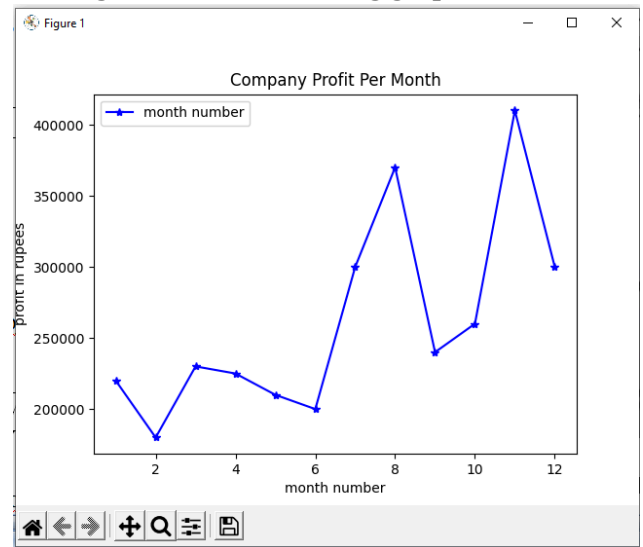 Figure 1
Company Profit Per Month
month number
400000
350000
300000
250000
200000
profit in rupees
2 4 6 8 10 12
month number